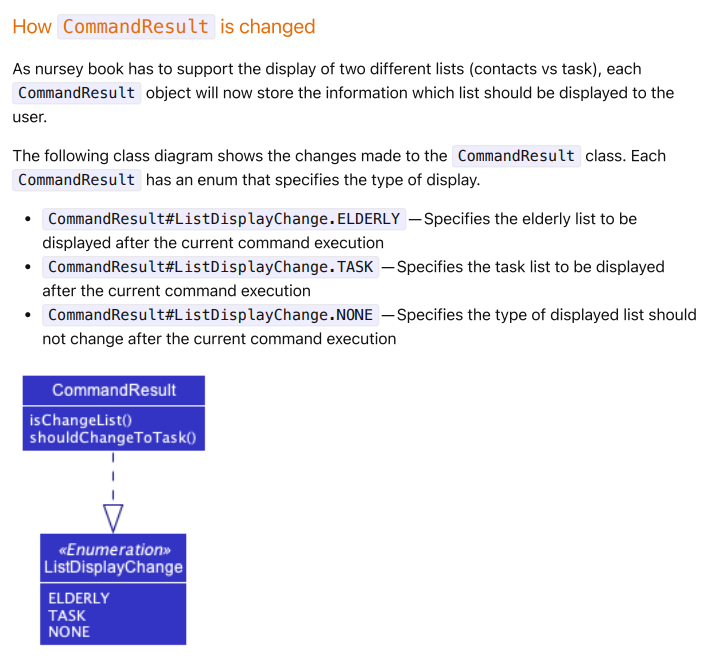 How CommandResult is changed
As nursey book has to support the display of two different lists (contacts vs task), each
CommandResult object will now store the information which list should be displayed to the
user.
The following class diagram shows the changes made to the CommandResult class. Each
CommandResult has an enum that specifies the type of display.
• CommandResult#ListDisplayChange.ELDERLY — Specifies the elderly list to be
displayed after the current command execution
• CommandResult#ListDisplayChange.TASK — Specifies the task list to be displayed
after the current command execution
• CommandResult#ListDisplayChange.NONE — Specifies the type of displayed list should
not change after the current command execution
CommandResult
isChangeList()
shouldChangeToTask()
«Enumeration»
ListDisplayChange
ELDERLY
TASK
NONE